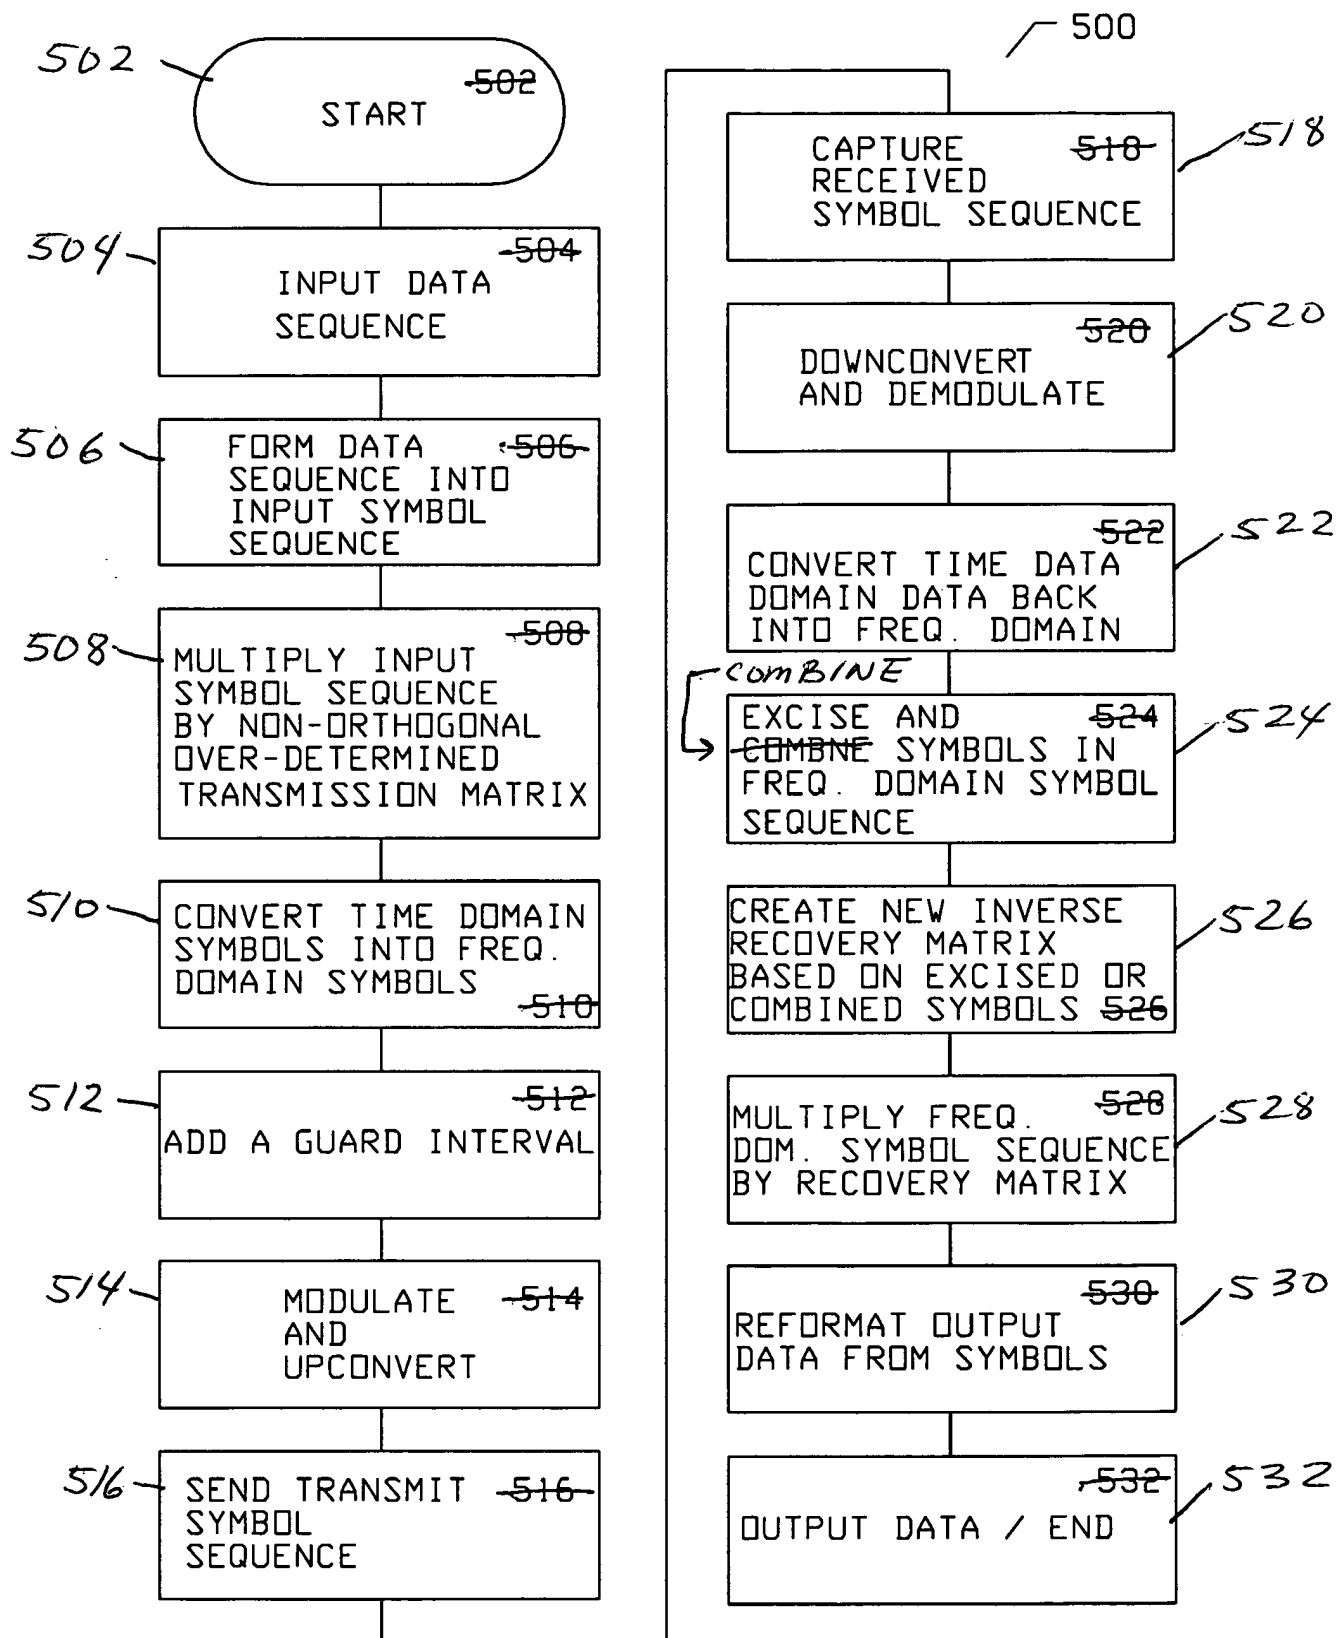 500
502
502
START
504
504
INPUT DATA
SEQUENCE
506
506
FORM DATA
SEQUENCE INTO
INPUT SYMBOL
SEQUENCE
508
508
MULTIPLY INPUT
SYMBOL SEQUENCE
BY NON-ORTHOGONAL
OVER-DETERMINED
TRANSMISSION MATRIX
510
CONVERT TIME DOMAIN
SYMBOLS INTO FREQ.
DOMAIN SYMBOLS
510
512
512
ADD A GUARD INTERVAL
514
MODULATE 514
AND
UPCONVERT
516
SEND TRANSMIT 516
SYMBOL
SEQUENCE
CAPTURE 518
RECEIVED
SYMBOL SEQUENCE
518
520
520
DOWNCONVERT
AND DEMODULATE
522
522
CONVERT TIME DATA
DOMAIN DATA BACK
INTO FREQ. DOMAIN
COMBINE
EXCISE AND 524
COMBNE SYMBOLS IN
FREQ. DOMAIN SYMBOL
SEQUENCE
524
CREATE NEW INVERSE
RECOVERY MATRIX
BASED ON EXCISED OR
COMBINED SYMBOLS 526
526
528
MULTIPLY FREQ.
DOM. SYMBOL SEQUENCE
BY RECOVERY MATRIX
528
530
REFORMAT OUTPUT
DATA FROM SYMBOLS
530
532
OUTPUT DATA / END
532